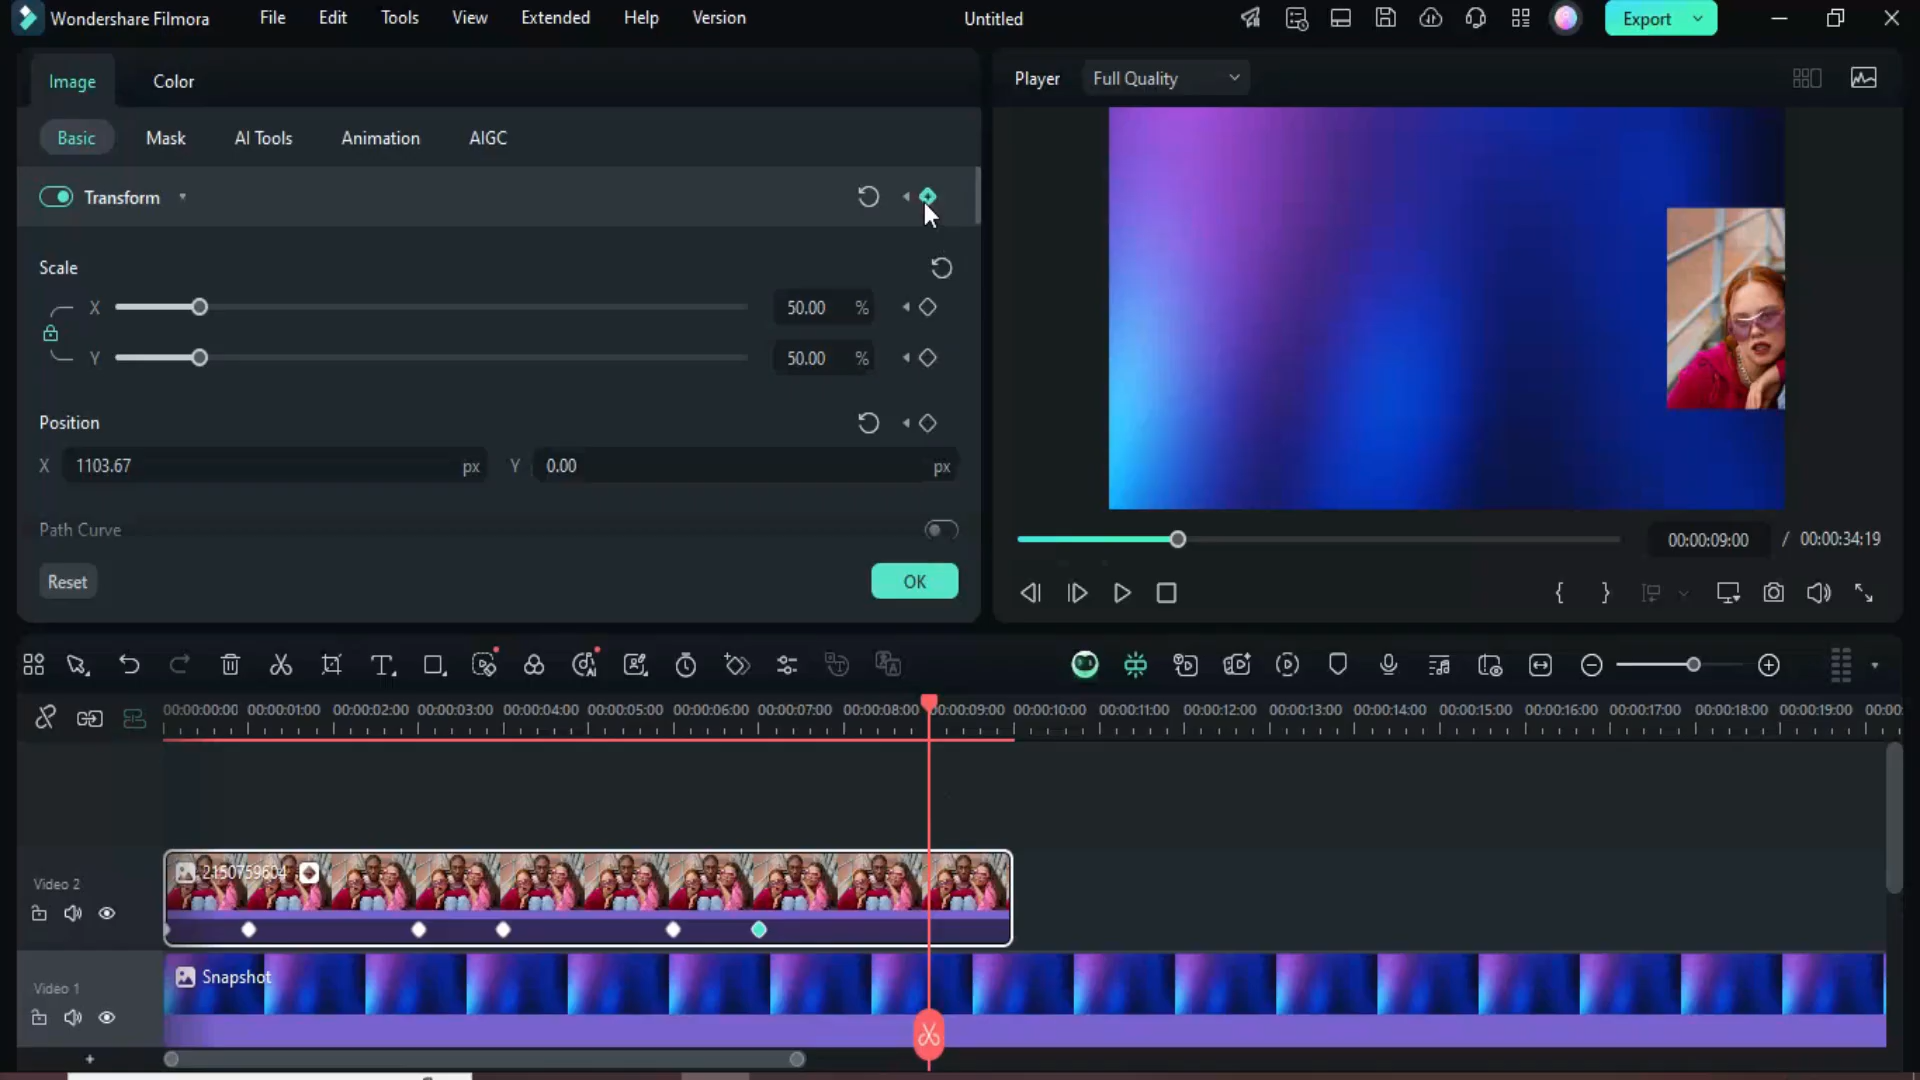 Wondershare Filmora File Edit Tools View Extended Help Version Untitled Export
Image Color
Player Full Quality
Basic Mask AI Tools Animation AIGC
Transform
Scale
X 50.00 %
Y 50.00 %
Position
X 1103.67 px Y 0.00 px
Path Curve
00:00:09:00 / 00:00:34:19
Reset OK
00:00:00:00 00:00:01:00 00:00:02:00 00:00:03:00 00:00:04:00 00:00:05:00 00:00:06:00 00:00:07:00 00:00:08:00 00:00:09:00 00:00:10:00 00:00:11:00 00:00:12:00 00:00:13:00 00:00:14:00 00:00:15:00 00:00:16:00 00:00:17:00 00:00:18:00 00:00:19:00 00:00:
2150759604
Video 2
Snapshot
Video 1